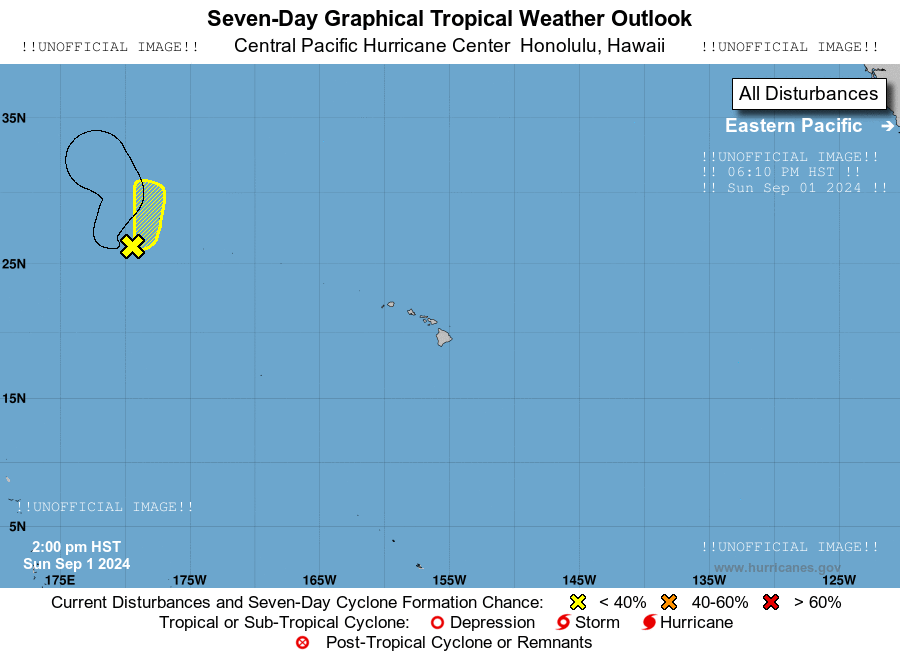 Seven-Day Graphical Tropical Weather Outlook
!!UNOFFICIAL IMAGE!! Central Pacific Hurricane Center Honolulu, Hawaii !!UNOFFICIAL IMAGE!!
All Disturbances
35N
Eastern Pacific →
!!UNOFFICIAL IMAGE!!
!! 06:10 PM HST !!
!! Sun Sep 01 2024 !!
25N
15N
!!UNOFFICIAL IMAGE!!
5N
2:00 pm HST
Sun Sep 1 2024
!!UNOFFICIAL IMAGE!!
www.hurricanes.gov
175E 175W 165W 155W 145W 135W 125W
Current Disturbances and Seven-Day Cyclone Formation Chance: < 40% 40-60% > 60%
Tropical or Sub-Tropical Cyclone: Depression Storm Hurricane
Post-Tropical Cyclone or Remnants